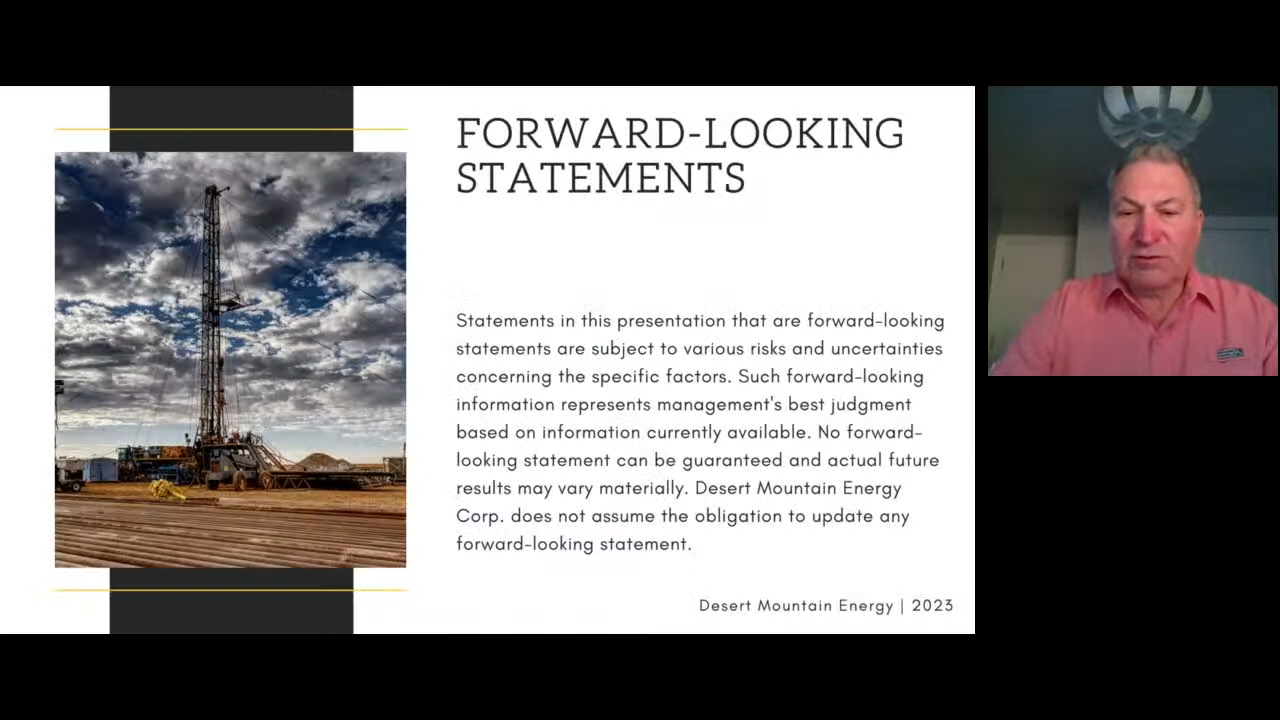 FORWARD-LOOKING
STATEMENTS
Statements in this presentation that are forward-looking
statements are subject to various risks and uncertainties
concerning the specific factors. Such forward-looking
information represents management's best judgment
based on information currently available. No forward-
looking statement can be guaranteed and actual future
results may vary materially. Desert Mountain Energy
Corp. does not assume the obligation to update any
forward-looking statement.
Desert Mountain Energy | 2023